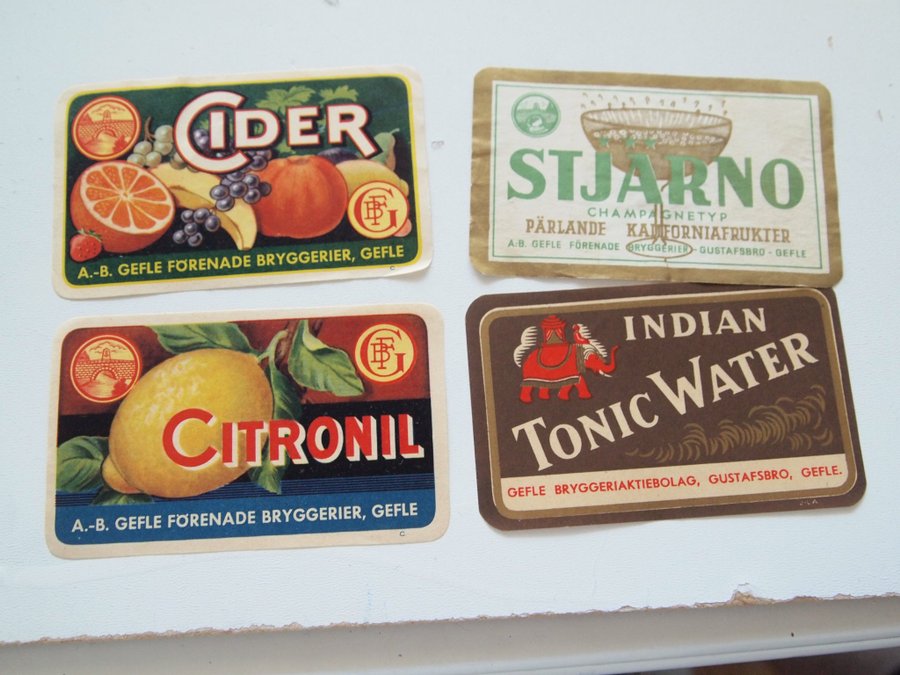 CIDER
GFB
A.-B. GEFLE FÖRENADE BRYGGERIER, GEFLE
C.
STJÄRNO
CHAMPAGNETYP
PÄRLANDE KALIFORNIAFRUKTER
A.B. GEFLE FÖRENADE BRYGGERIER - GUSTAFSBRO - GEFLE
CITRONIL
GFB
A.-B. GEFLE FÖRENADE BRYGGERIER, GEFLE
C.
INDIAN
TONIC WATER
GEFLE BRYGGERIAKTIEBOLAG, GUSTAFSBRO, GEFLE.